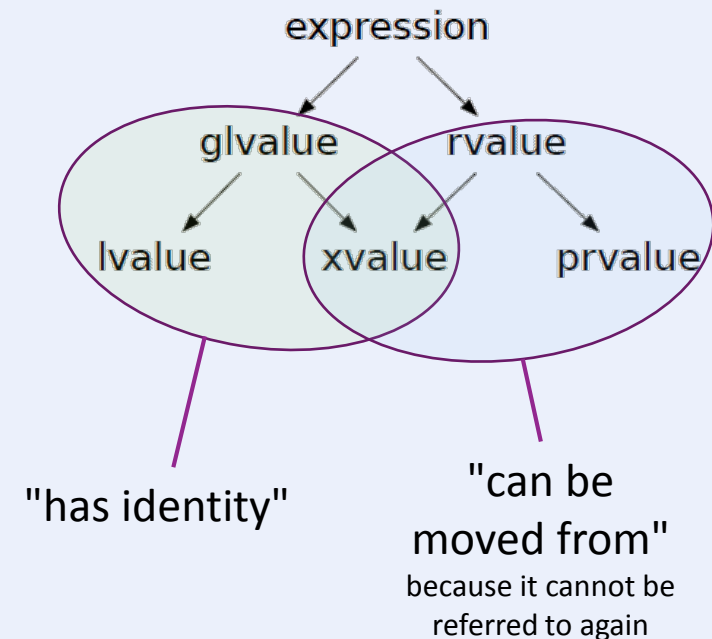 expression
glvalue rvalue
lvalue xvalue prvalue
"has identity"
"can be
moved from"
because it cannot be
referred to again